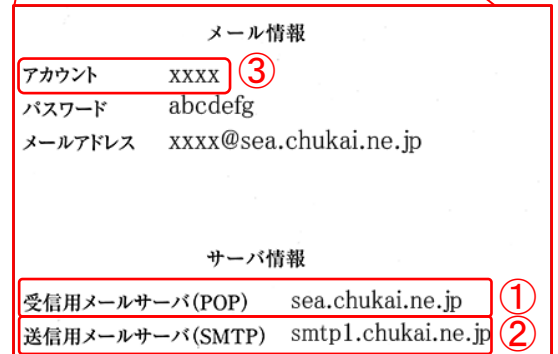 メール情報
アカウント xxxx ③
パスワード abcdefg
メールアドレス xxxx@sea.chukai.ne.jp
サーバ情報
受信用メールサーバ(POP) sea.chukai.ne.jp ①
送信用メールサーバ(SMTP) smtp1.chukai.ne.jp ②